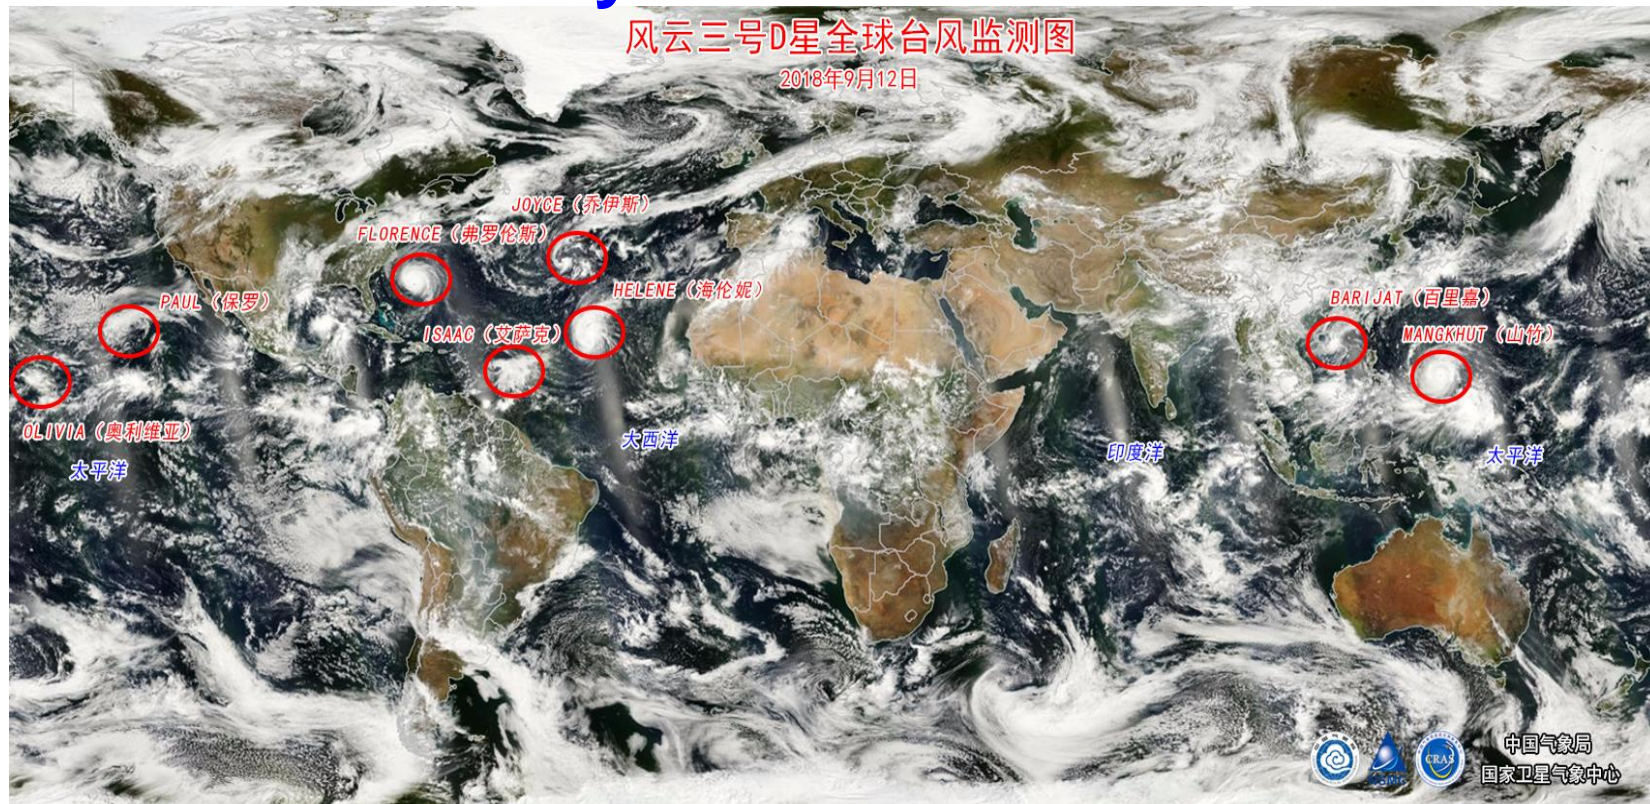 风云三号D星全球台风监测图
2018年9月12日
JOYCE（乔伊斯）
FLORENCE（弗罗伦斯）
HELENE（海伦妮）
PAUL（保罗）
BARIJAT（百里嘉）
ISAAC（艾萨克）
MANGKHUT（山竹）
OLIVIA（奥利维亚）
大西洋
印度洋
太平洋
太平洋
CRAS
中国气象局
国家卫星气象中心